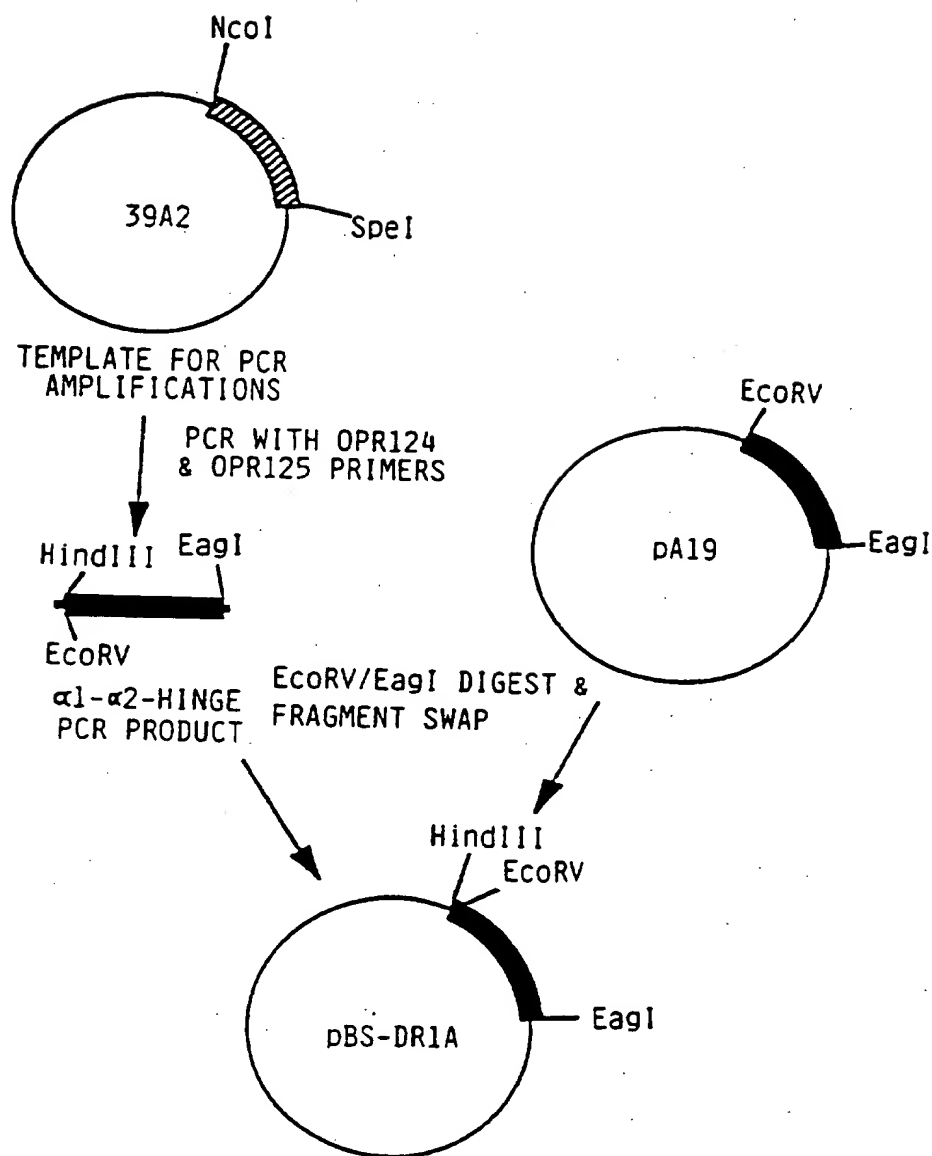 NcoI
39A2
SpeI
TEMPLATE FOR PCR
AMPLIFICATIONS
PCR WITH OPR124
& OPR125 PRIMERS
HindIII
EagI
EcoRV
α1-α2-HINGE
PCR PRODUCT
EcoRV
pA19
EagI
EcoRV/EagI DIGEST &
FRAGMENT SWAP
HindIII
EcoRV
pBS-DR1A
EagI